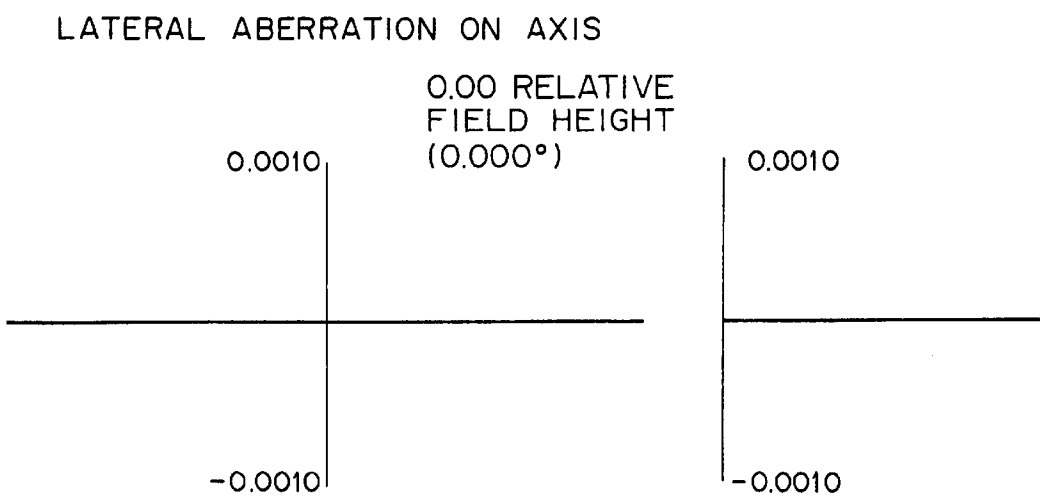 LATERAL ABERRATION ON AXIS
0.00 RELATIVE
FIELD HEIGHT
(0.000°)
0.0010
0.0010
-0.0010
-0.0010